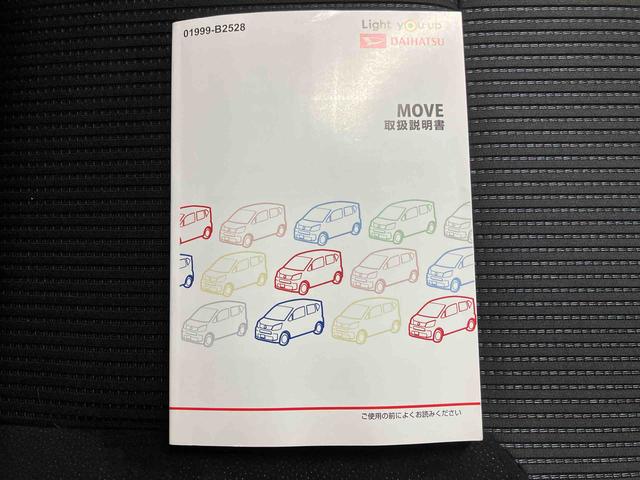 01999-B2528
Light you up
DAIHATSU
MOVE
取扱説明書
ご使用の前によくお読みください